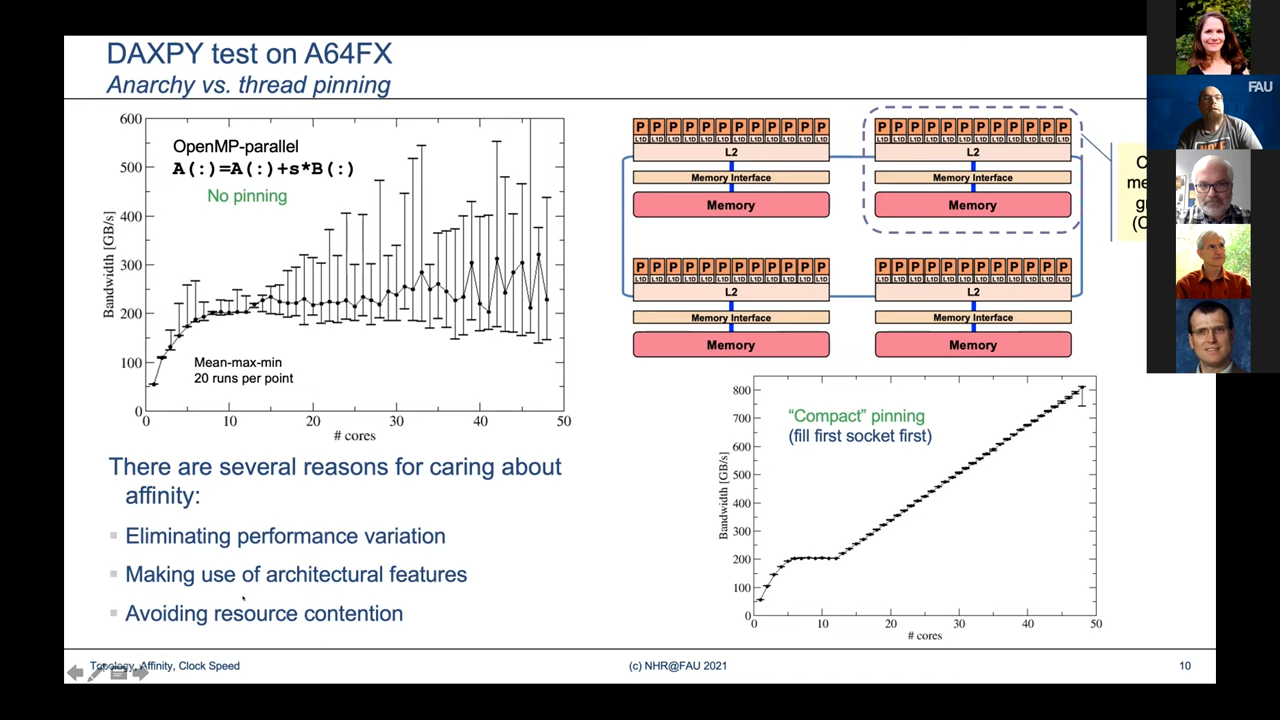 DAXPY test on A64FX
Anarchy vs. thread pinning
FAU
600
500
400
300
200
100
0
Bandwidth [GB/s]
OpenMP-parallel
A(:)=A(:)+s*B(:)
No pinning
Mean-max-min
20 runs per point
0 10 20 30 40 50
# cores
P P P P P P P P P P P P
L1D L1D L1D L1D L1D L1D L1D L1D L1D L1D L1D L1D
L2
Memory Interface
Memory
P P P P P P P P P P P P
L1D L1D L1D L1D L1D L1D L1D L1D L1D L1D L1D L1D
L2
Memory Interface
Memory
C
me
g
(C
P P P P P P P P P P P P
L1D L1D L1D L1D L1D L1D L1D L1D L1D L1D L1D L1D
L2
Memory Interface
Memory
P P P P P P P P P P P P
L1D L1D L1D L1D L1D L1D L1D L1D L1D L1D L1D L1D
L2
Memory Interface
Memory
800
700
600
500
400
300
200
100
0
Bandwidth [GB/s]
“Compact” pinning
(fill first socket first)
0 10 20 30 40 50
# cores
There are several reasons for caring about
affinity:
Eliminating performance variation
Making use of architectural features
Avoiding resource contention
Topology, Affinity, Clock Speed
(c) NHR@FAU 2021
10